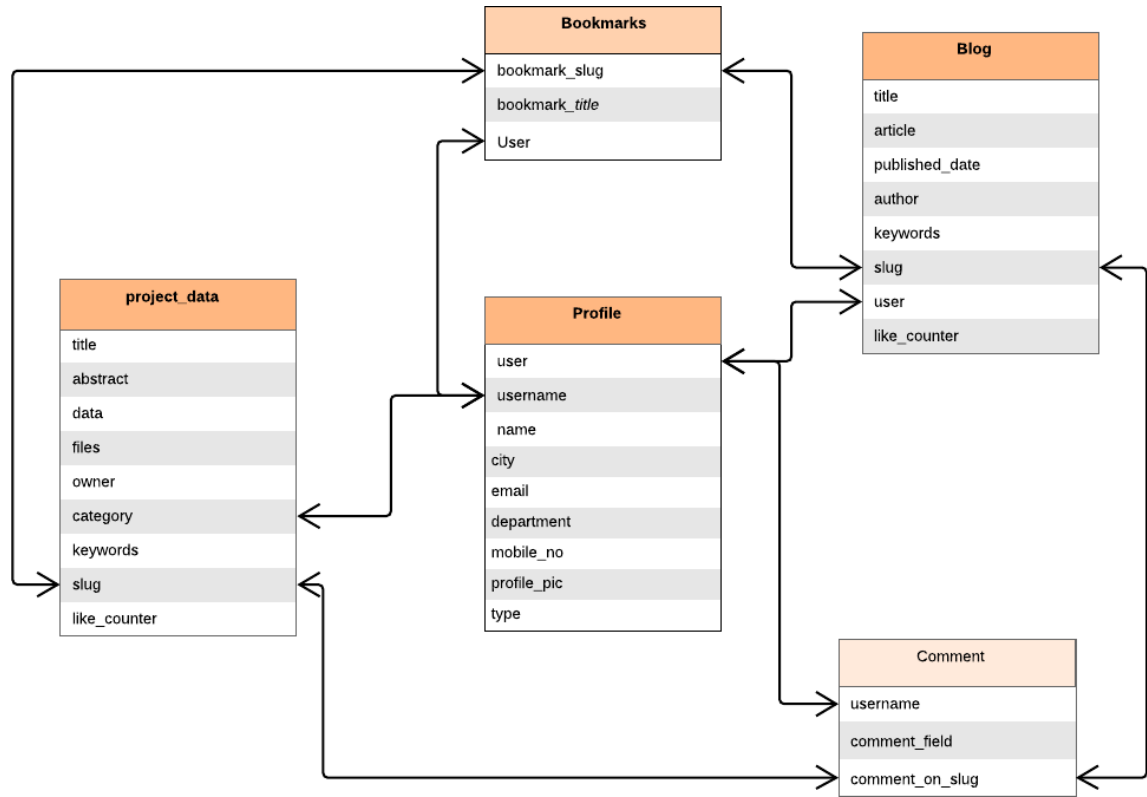 Bookmarks
bookmark_slug
bookmark_title
User
Blog
title
article
published_date
author
keywords
slug
user
like_counter
project_data
title
abstract
data
files
owner
category
keywords
slug
like_counter
Profile
user
username
name
city
email
department
mobile_no
profile_pic
type
Comment
username
comment_field
comment_on_slug